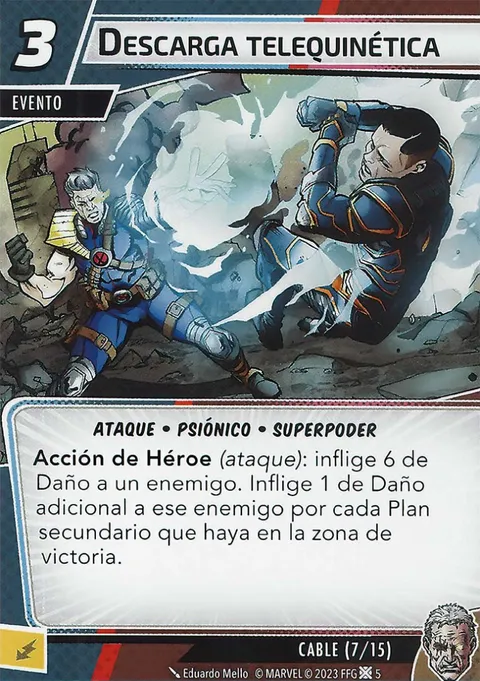 3
DESCARGA TELEQUINÉTICA
EVENTO
ATAQUE • PSIÓNICO • SUPERPODER
Acción de Héroe (ataque): inflige 6 de
Daño a un enemigo. Inflige 1 de Daño
adicional a ese enemigo por cada Plan
secundario que haya en la zona de
victoria.
CABLE (7/15)
Eduardo Mello © MARVEL © 2023 FFG 5